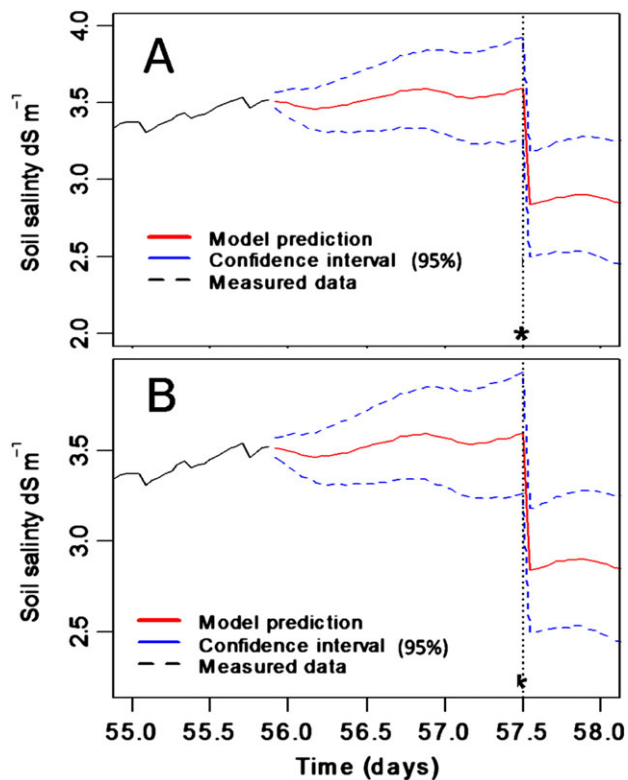 A
Soil salinity dS m⁻¹
4.0
3.5
3.0
2.5
2.0
Model prediction
Confidence interval (95%)
Measured data
*
B
Soil salinity dS m⁻¹
3.5
3.0
2.5
Model prediction
Confidence interval (95%)
Measured data
55.0 55.5 56.0 56.5 57.0 57.5 58.0
Time (days)